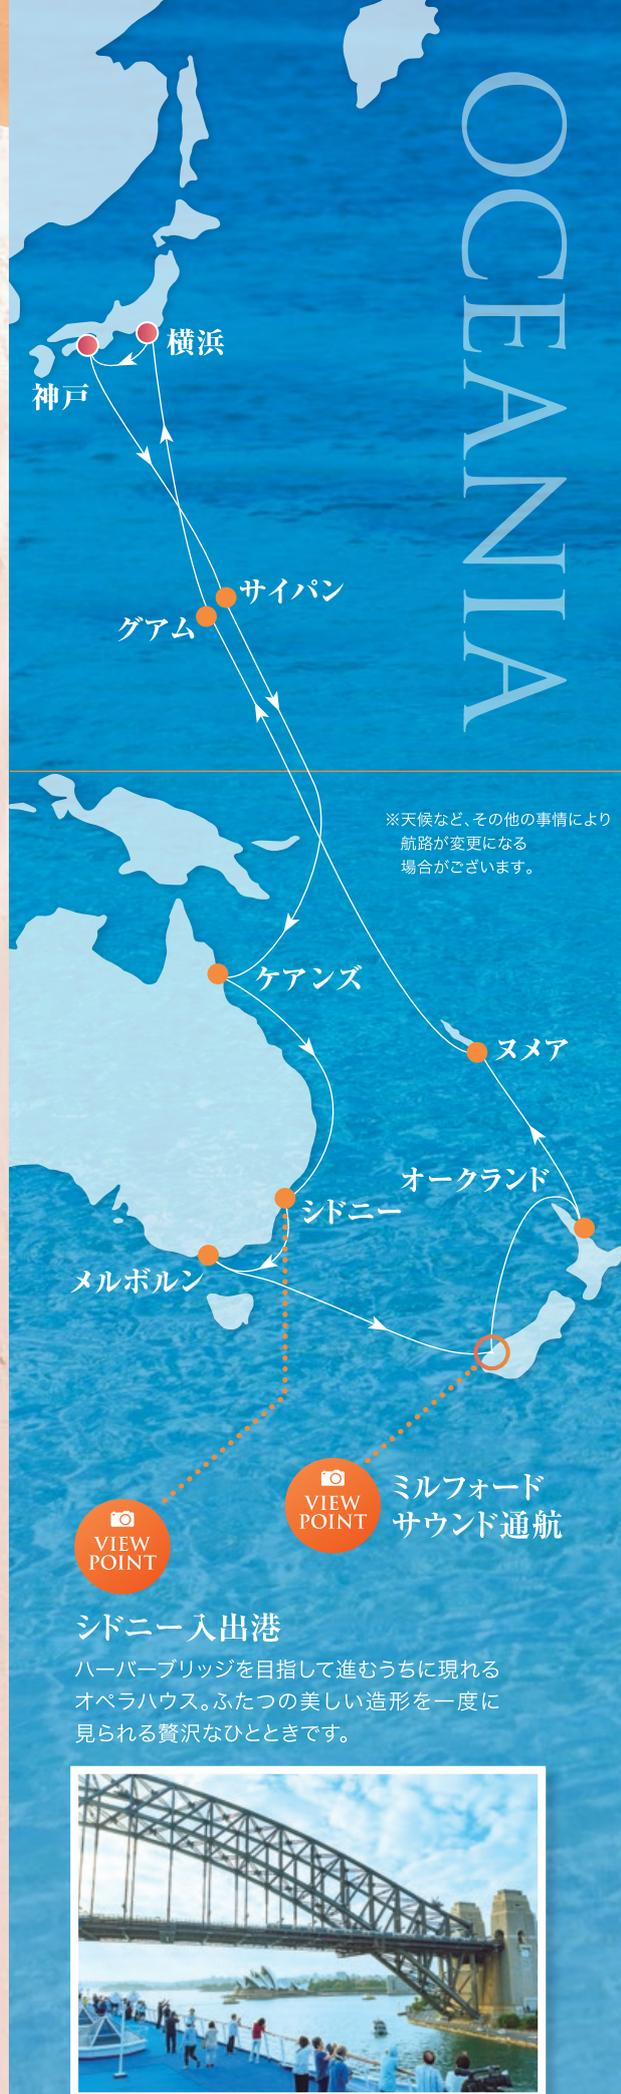 OCEANIA
横浜
神戸
サイパン
グアム
※天候など、その他の事情により
航路が変更になる
場合がございます。
ケアンズ
ヌメア
オークランド
シドニー
メルボルン
VIEW
POINT
ミルフォード
サウンド通航
VIEW
POINT
シドニー入出港
ハーバーブリッジを目指して進むうちに現れる
オペラハウス。ふたつの美しい造形を一度に
見られる贅沢なひとときです。